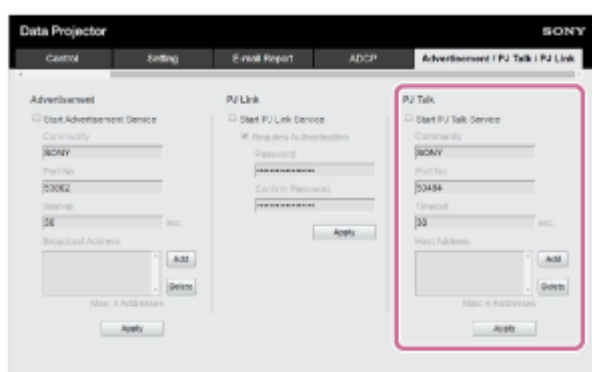 Data Projector
SONY
Control
Setting
E-mail Report
ADCP
Advertisement / PJ Talk / PJ Link
Advertisement
Start Advertisement Service
Community
SONY
Port No.
53862
Interval
30 sec.
Broadcast Address
Add
Delete
Max: 4 Addresses
Apply
PJ Link
Start PJ Link Service
Requires Authentication
Password
Confirm Password
Apply
PJ Talk
Start PJ Talk Service
Community
SONY
Port No.
53484
Timeout
30 sec.
Host Address
Add
Delete
Max: 4 Addresses
Apply